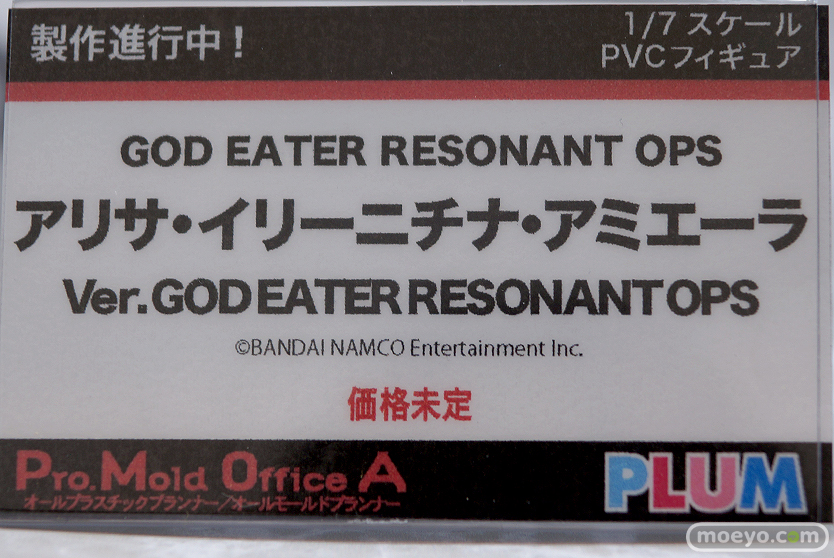 製作進行中！
1/7 スケール
PVCフィギュア
GOD EATER RESONANT OPS
アリサ・イリーニチナ・アミエーラ
Ver.GOD EATER RESONANT OPS
©BANDAI NAMCO Entertainment Inc.
価格未定
Pro.Mold Office A
オールプラスチックプランナー/オールモールドプランナー
PLUM
moeyo.com